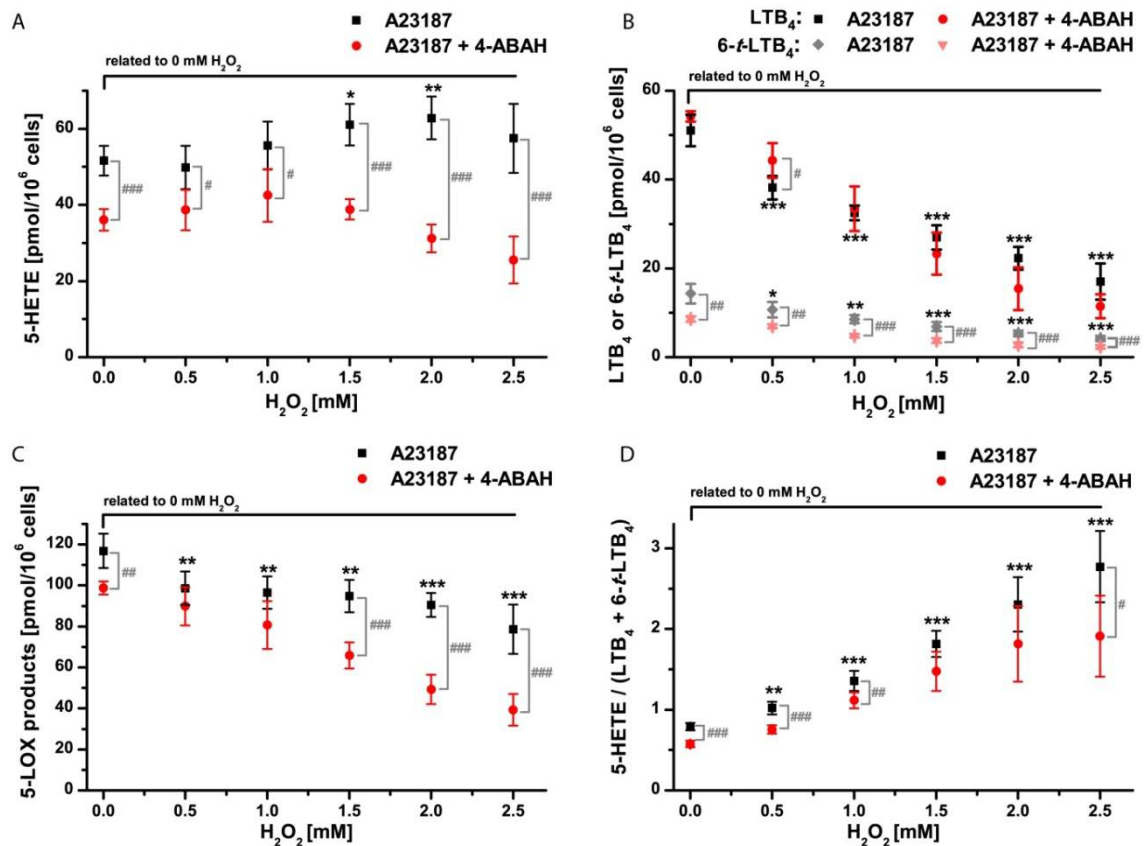 A
A23187
A23187 + 4-ABAH
related to 0 mM H₂O₂
* **
### # # ### ### ###
5-HETE [pmol/10⁶ cells]
60
40
20
0
0.0 0.5 1.0 1.5 2.0 2.5
H₂O₂ [mM]
B
LTB₄: A23187 A23187 + 4-ABAH
6-t-LTB₄: A23187 A23187 + 4-ABAH
related to 0 mM H₂O₂
#
*** *** *** *** ***
* ** *** *** ***
## ## ### ### ### ###
LTB₄ or 6-t-LTB₄ [pmol/10⁶ cells]
60
40
20
0
0.0 0.5 1.0 1.5 2.0 2.5
H₂O₂ [mM]
C
A23187
A23187 + 4-ABAH
related to 0 mM H₂O₂
** ** ** *** ***
## ### ### ###
5-LOX products [pmol/10⁶ cells]
120
100
80
60
40
20
0
0.0 0.5 1.0 1.5 2.0 2.5
H₂O₂ [mM]
D
A23187
A23187 + 4-ABAH
related to 0 mM H₂O₂
** *** *** *** ***
### ### ## #
5-HETE / (LTB₄ + 6-t-LTB₄)
3
2
1
0
0.0 0.5 1.0 1.5 2.0 2.5
H₂O₂ [mM]